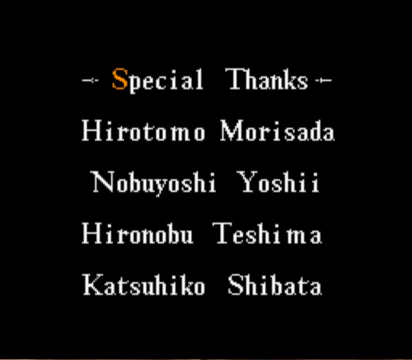 Special Thanks
Hirotomo Morisada
Nobuyoshi Yoshii
Hironobu Teshima
Katsuhiko Shibata